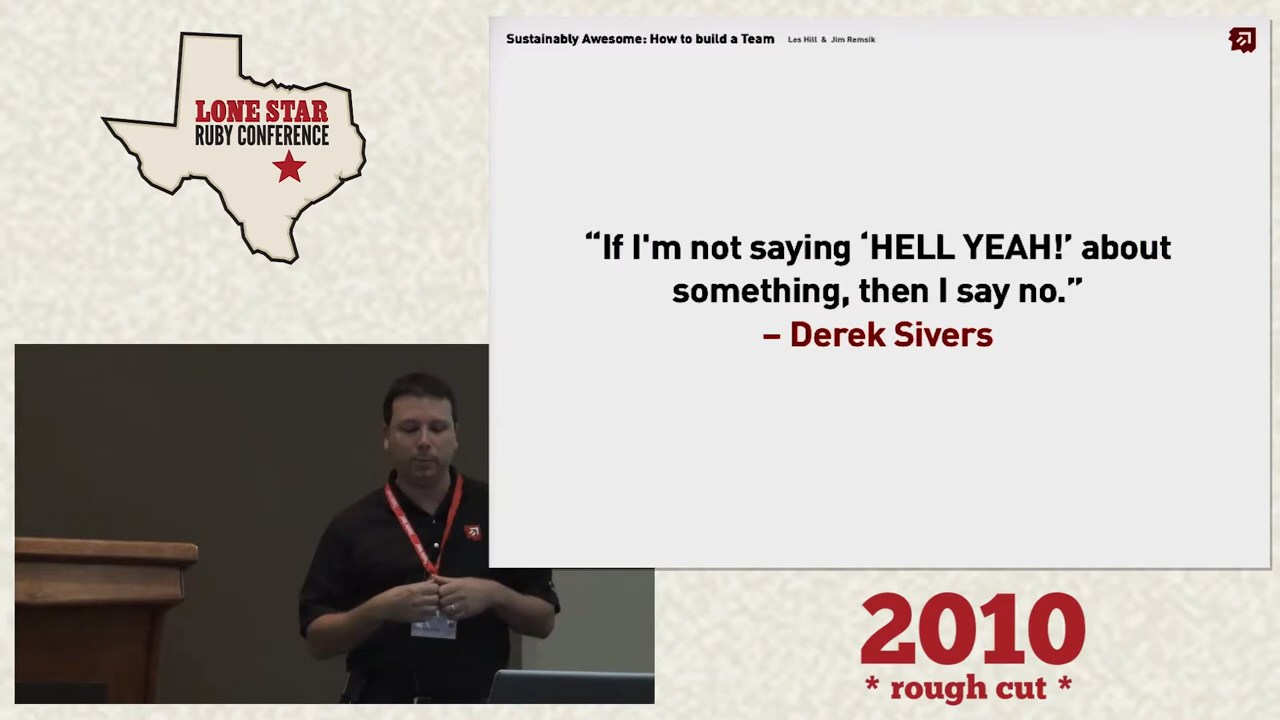 LONE STAR
RUBY CONFERENCE
Sustainably Awesome: How to build a Team Les Hill & Jim Remsik
“If I'm not saying ‘HELL YEAH!’ about
something, then I say no.”
– Derek Sivers
2010
* rough cut *